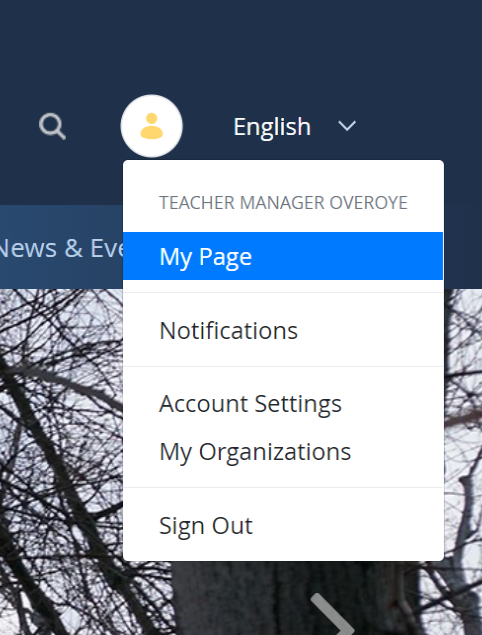 English
TEACHER MANAGER OVEROYE
News & Eve
My Page
Notifications
Account Settings
My Organizations
Sign Out